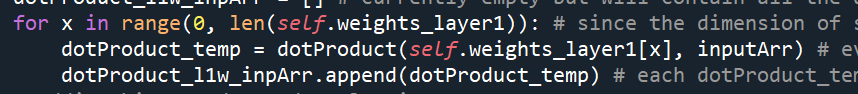 dotProduct_l1w_inpArr = [] # currently empty but will contain all the
for x in range(0, len(self.weights_layer1)): # since the dimension of s
dotProduct_temp = dotProduct(self.weights_layer1[x], inputArr) # ev
dotProduct_l1w_inpArr.append(dotProduct_temp) # each dotProduct_te